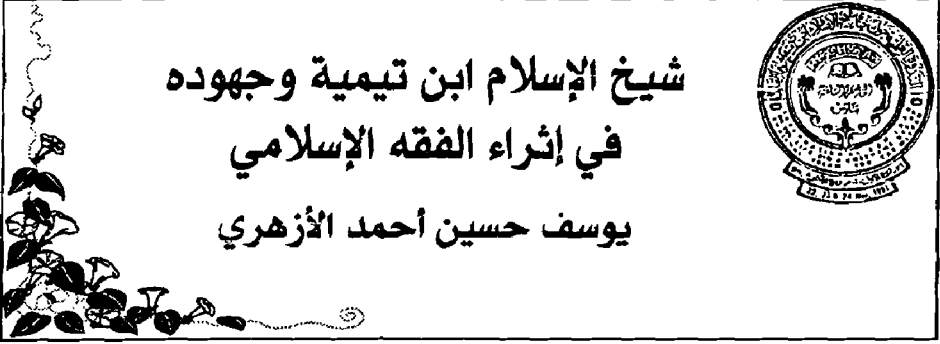 شيخ الإسلام ابن تيمية وجهوده
في إثراء الفقه الإسلامي
يوسف حسين أحمد الأزهري